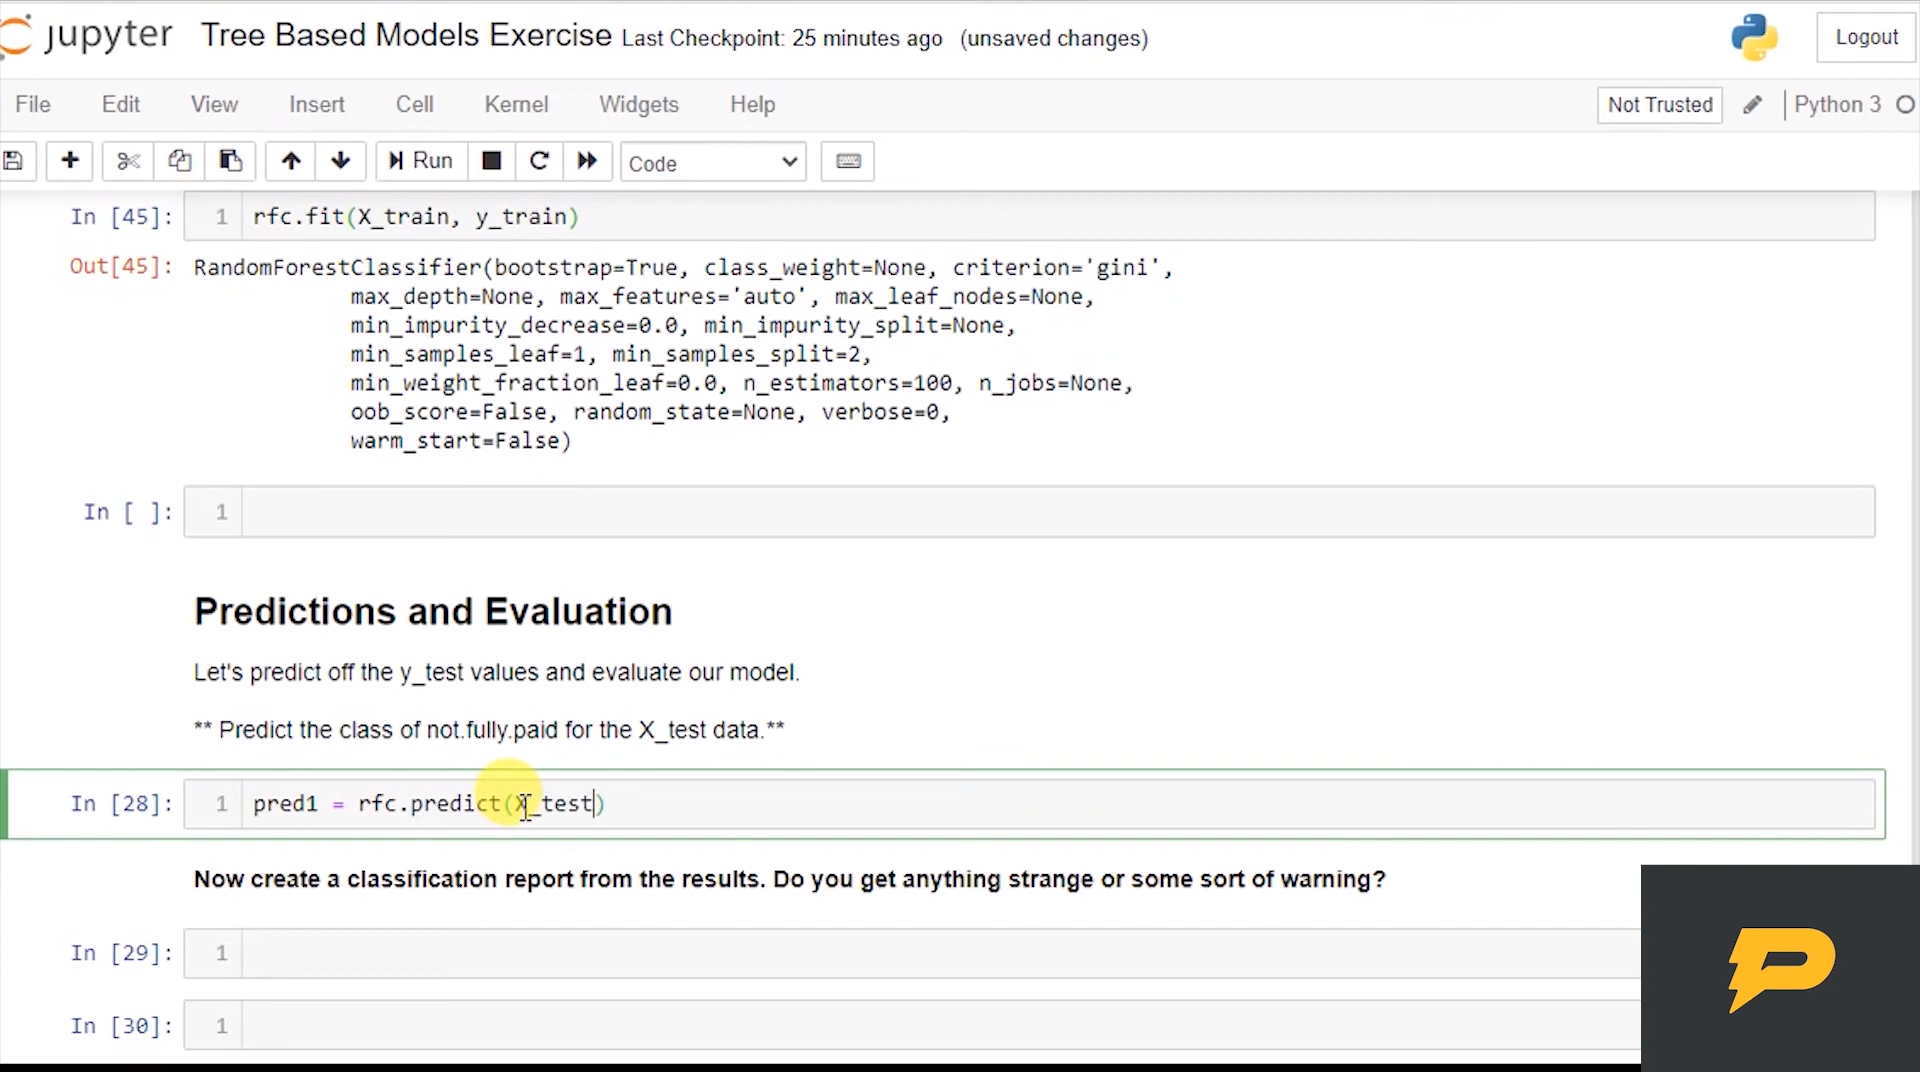 jupyter Tree Based Models Exercise Last Checkpoint: 25 minutes ago (unsaved changes) Logout
File Edit View Insert Cell Kernel Widgets Help Not Trusted Python 3
Run Code
In [45]: 1 rfc.fit(X_train, y_train)
Out[45]: RandomForestClassifier(bootstrap=True, class_weight=None, criterion='gini',
max_depth=None, max_features='auto', max_leaf_nodes=None,
min_impurity_decrease=0.0, min_impurity_split=None,
min_samples_leaf=1, min_samples_split=2,
min_weight_fraction_leaf=0.0, n_estimators=100, n_jobs=None,
oob_score=False, random_state=None, verbose=0,
warm_start=False)
In [ ]: 1
Predictions and Evaluation
Let's predict off the y_test values and evaluate our model.
** Predict the class of not.fully.paid for the X_test data.**
In [28]: 1 pred1 = rfc.predict(X_test)
Now create a classification report from the results. Do you get anything strange or some sort of warning?
In [29]: 1
In [30]: 1